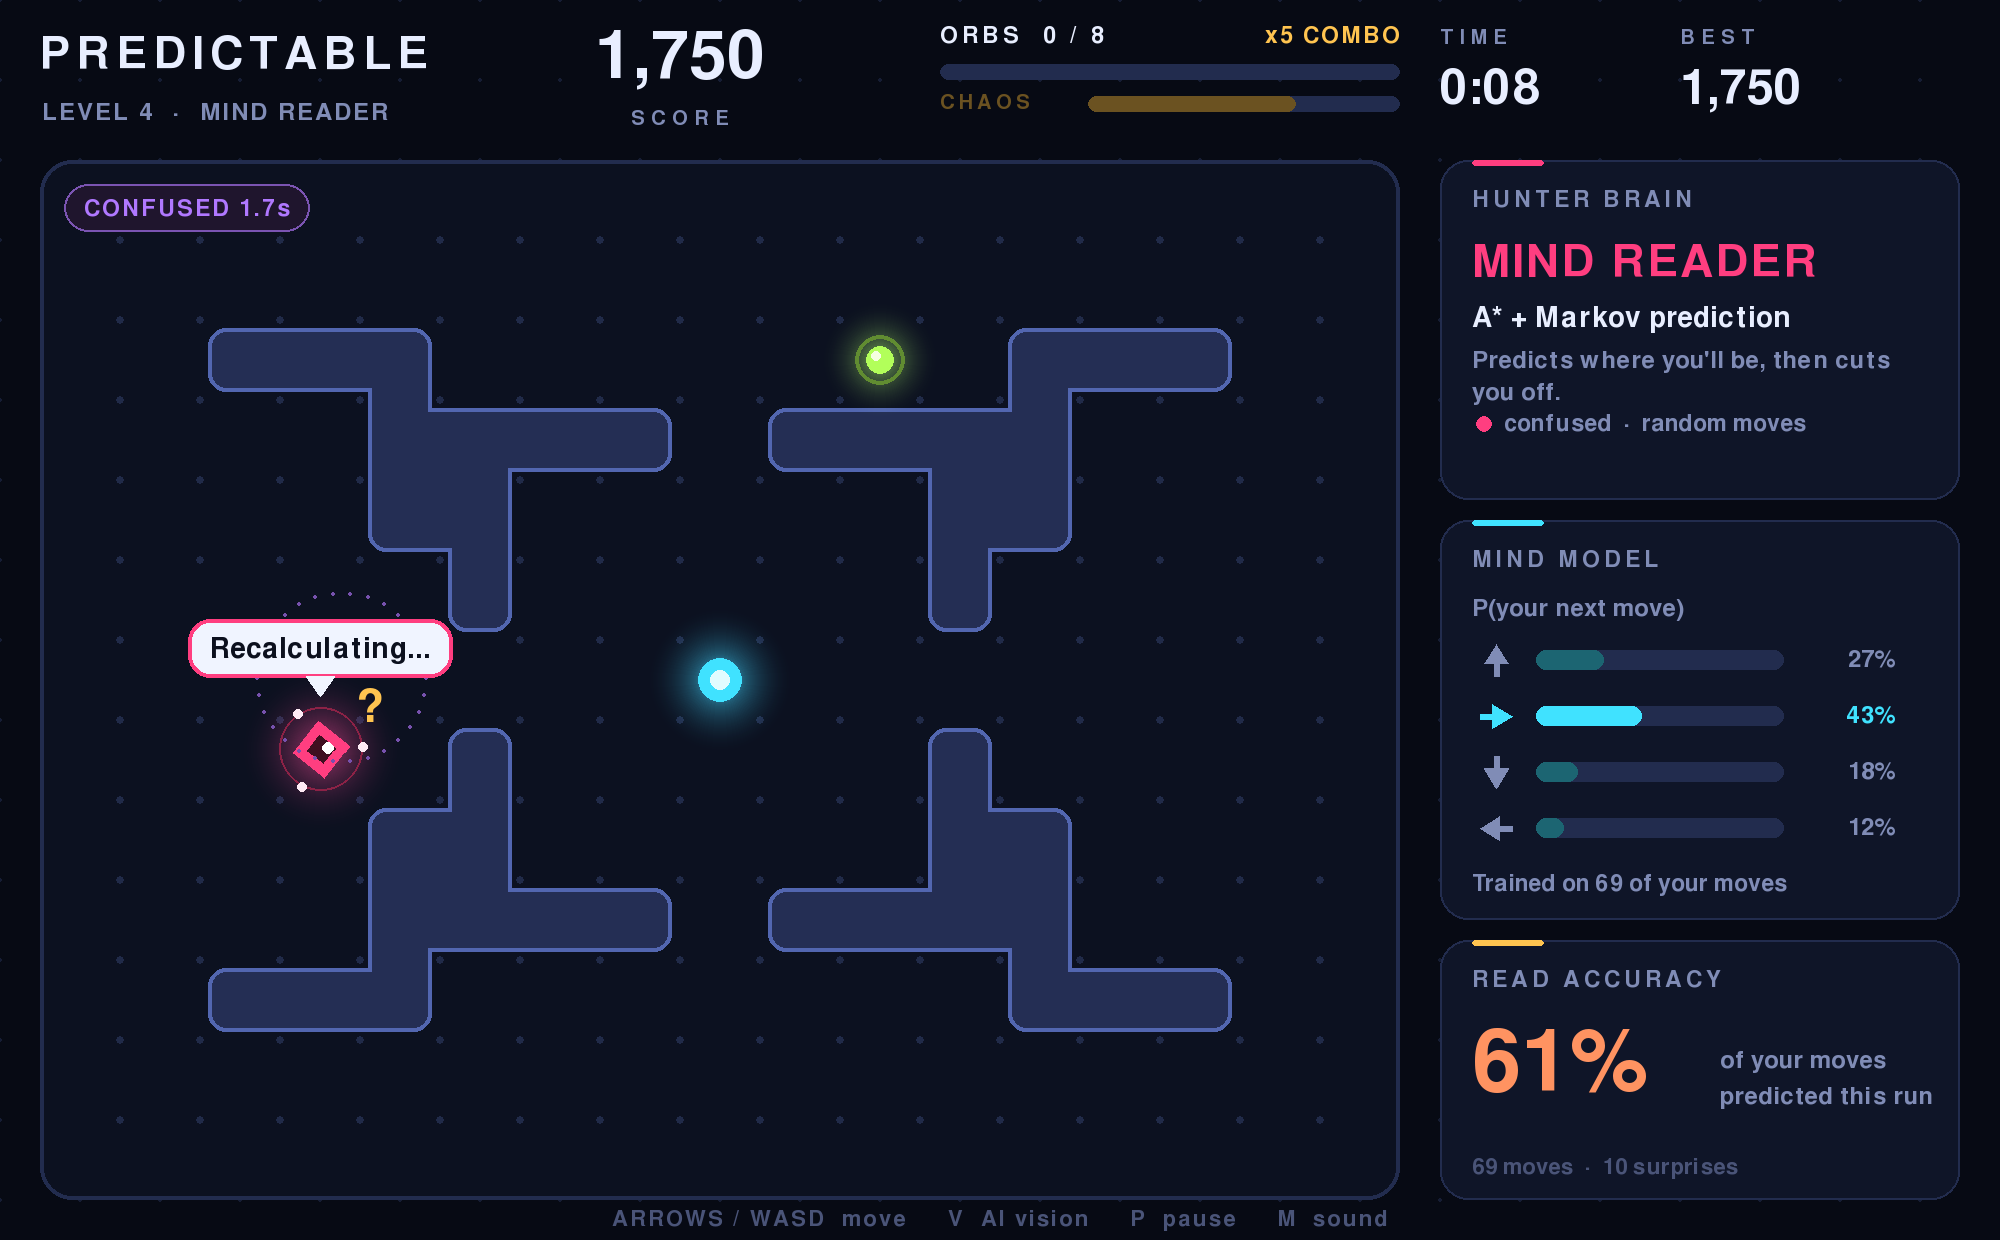 PREDICTABLE
LEVEL 4 · MIND READER
1,750
SCORE
ORBS 0 / 8
x5 COMBO
CHAOS
TIME
0:08
BEST
1,750
CONFUSED 1.7s
Recalculating...
?
HUNTER BRAIN
MIND READER
A* + Markov prediction
Predicts where you'll be, then cuts
you off.
confused · random moves
MIND MODEL
P(your next move)
27%
43%
18%
12%
Trained on 69 of your moves
READ ACCURACY
61%
of your moves
predicted this run
69 moves · 10 surprises
ARROWS / WASD move V AI vision P pause M sound